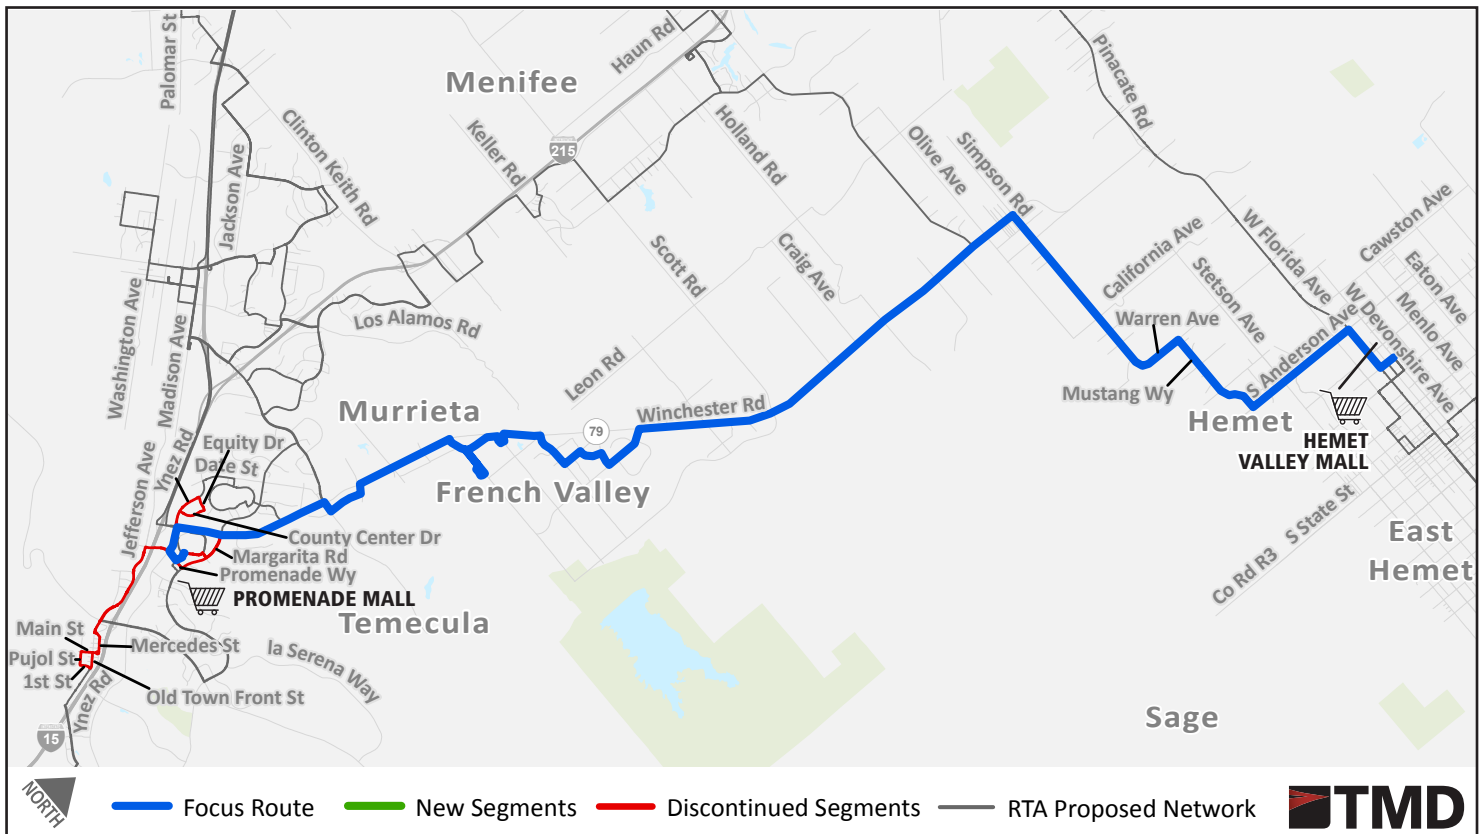 Palomar St
Haun Rd
Pinacate Rd
Menifee
Clinton Keith Rd
Keller Rd
215
Holland Rd
Olive Ave
Simpson Rd
Jackson Ave
W Florida Ave
Cawston Ave
California Ave
Eaton Ave
Scott Rd
Craig Ave
Stetson Ave
Menlo Ave
W Devonshire Ave
Washington Ave
Madison Ave
Los Alamos Rd
Warren Ave
S Anderson Ave
Leon Rd
Mustang Wy
Murrieta
Winchester Rd
Hemet
79
HEMET
VALLEY MALL
Ynez Rd
Equity Dr
Date St
Jefferson Ave
French Valley
S State St
County Center Dr
East
Hemet
Margarita Rd
Co Rd R3
Promenade Wy
PROMENADE MALL
Temecula
Main St
Mercedes St
la Serena Way
Pujol St
1st St
Old Town Front St
Ynez Rd
Sage
15
NORTH
Focus Route
New Segments
Discontinued Segments
RTA Proposed Network
TMD